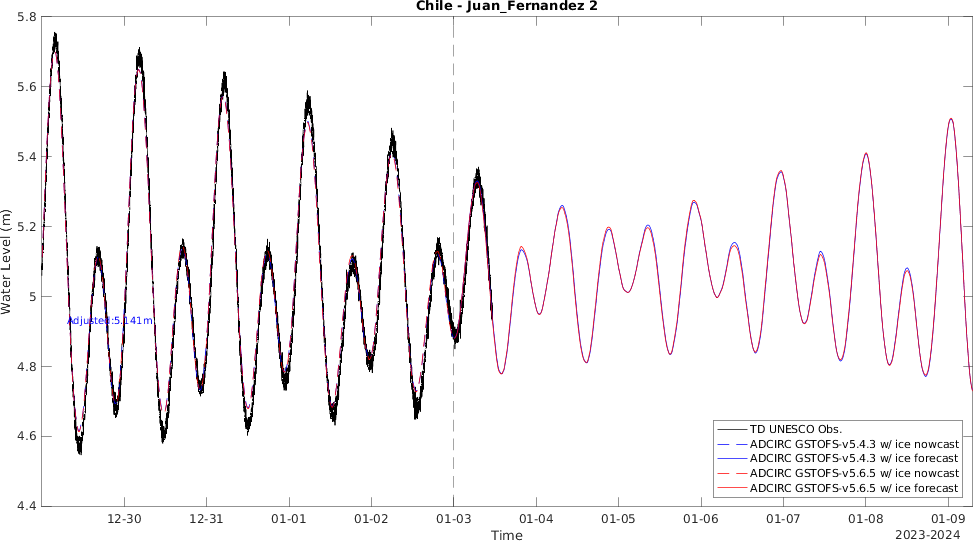 Chile - Juan_Fernandez 2
5.8
5.6
5.4
5.2
5
4.8
4.6
4.4
Water Level (m)
Adjusted:5.141m
TD UNESCO Obs.
ADCIRC GSTOFS-v5.4.3 w/ ice nowcast
ADCIRC GSTOFS-v5.4.3 w/ ice forecast
ADCIRC GSTOFS-v5.6.5 w/ ice nowcast
ADCIRC GSTOFS-v5.6.5 w/ ice forecast
12-30 12-31 01-01 01-02 01-03 01-04 01-05 01-06 01-07 01-08 01-09
Time
2023-2024